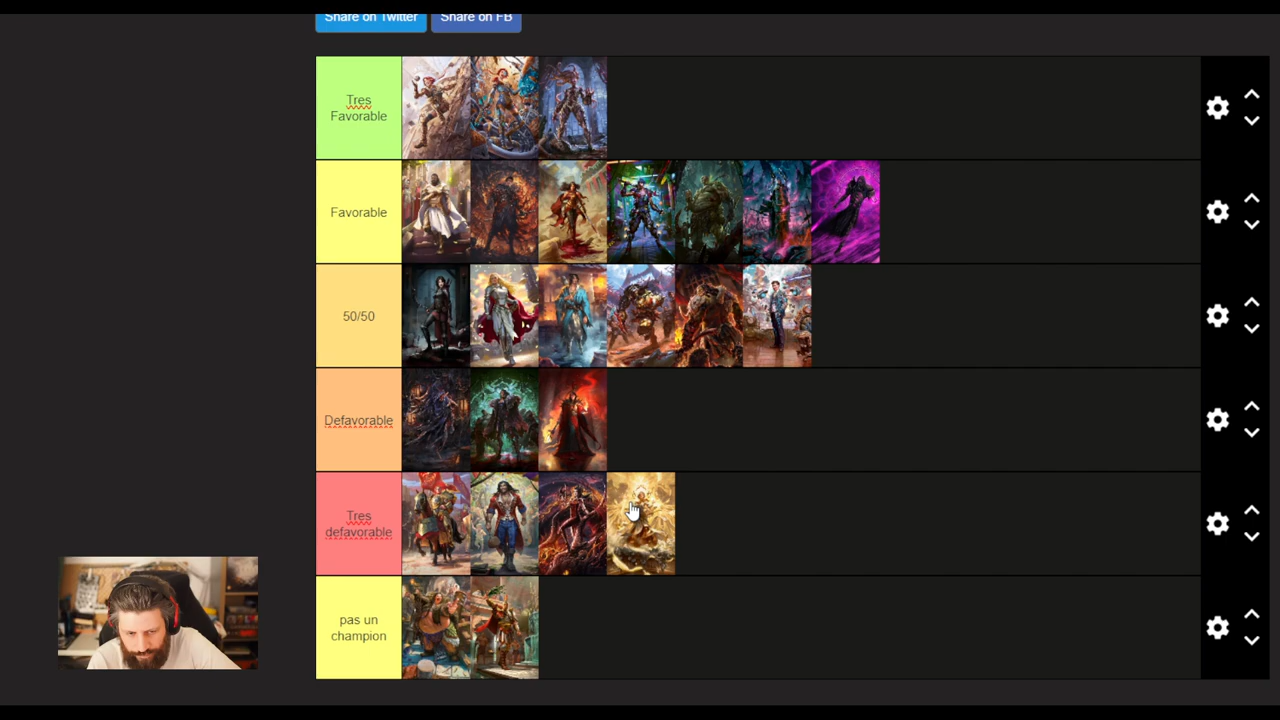 Share on Twitter Share on FB
Tres
Favorable
Favorable
50/50
Defavorable
Tres
defavorable
pas un
champion